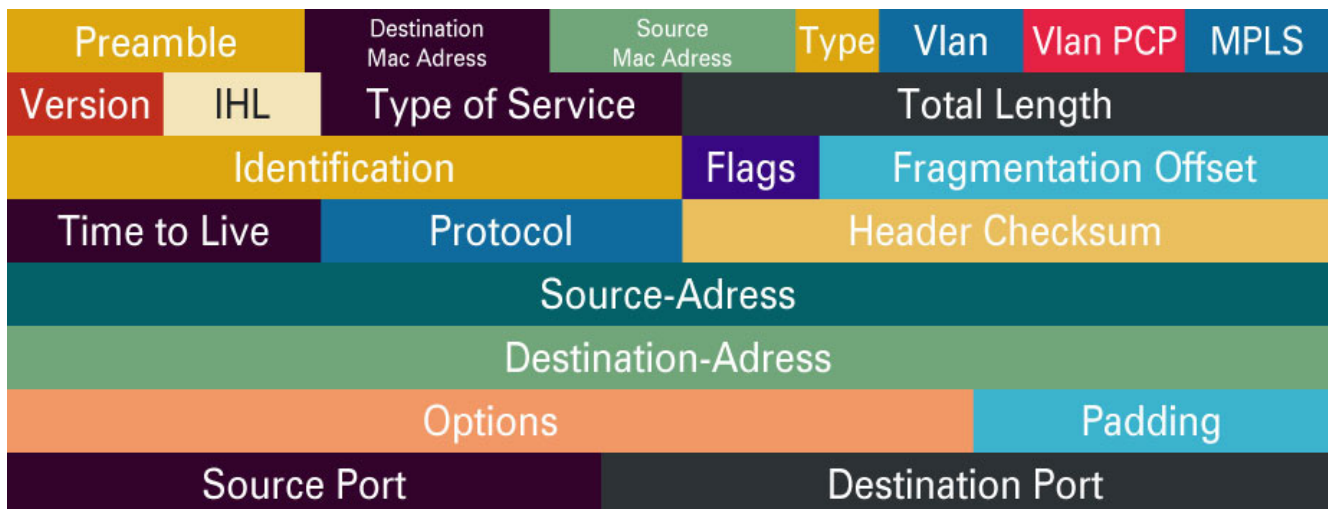 Preamble Destination Mac Adress Source Mac Adress Type Vlan Vlan PCP MPLS
Version IHL Type of Service Total Length
Identification Flags Fragmentation Offset
Time to Live Protocol Header Checksum
Source-Adress
Destination-Adress
Options Padding
Source Port Destination Port